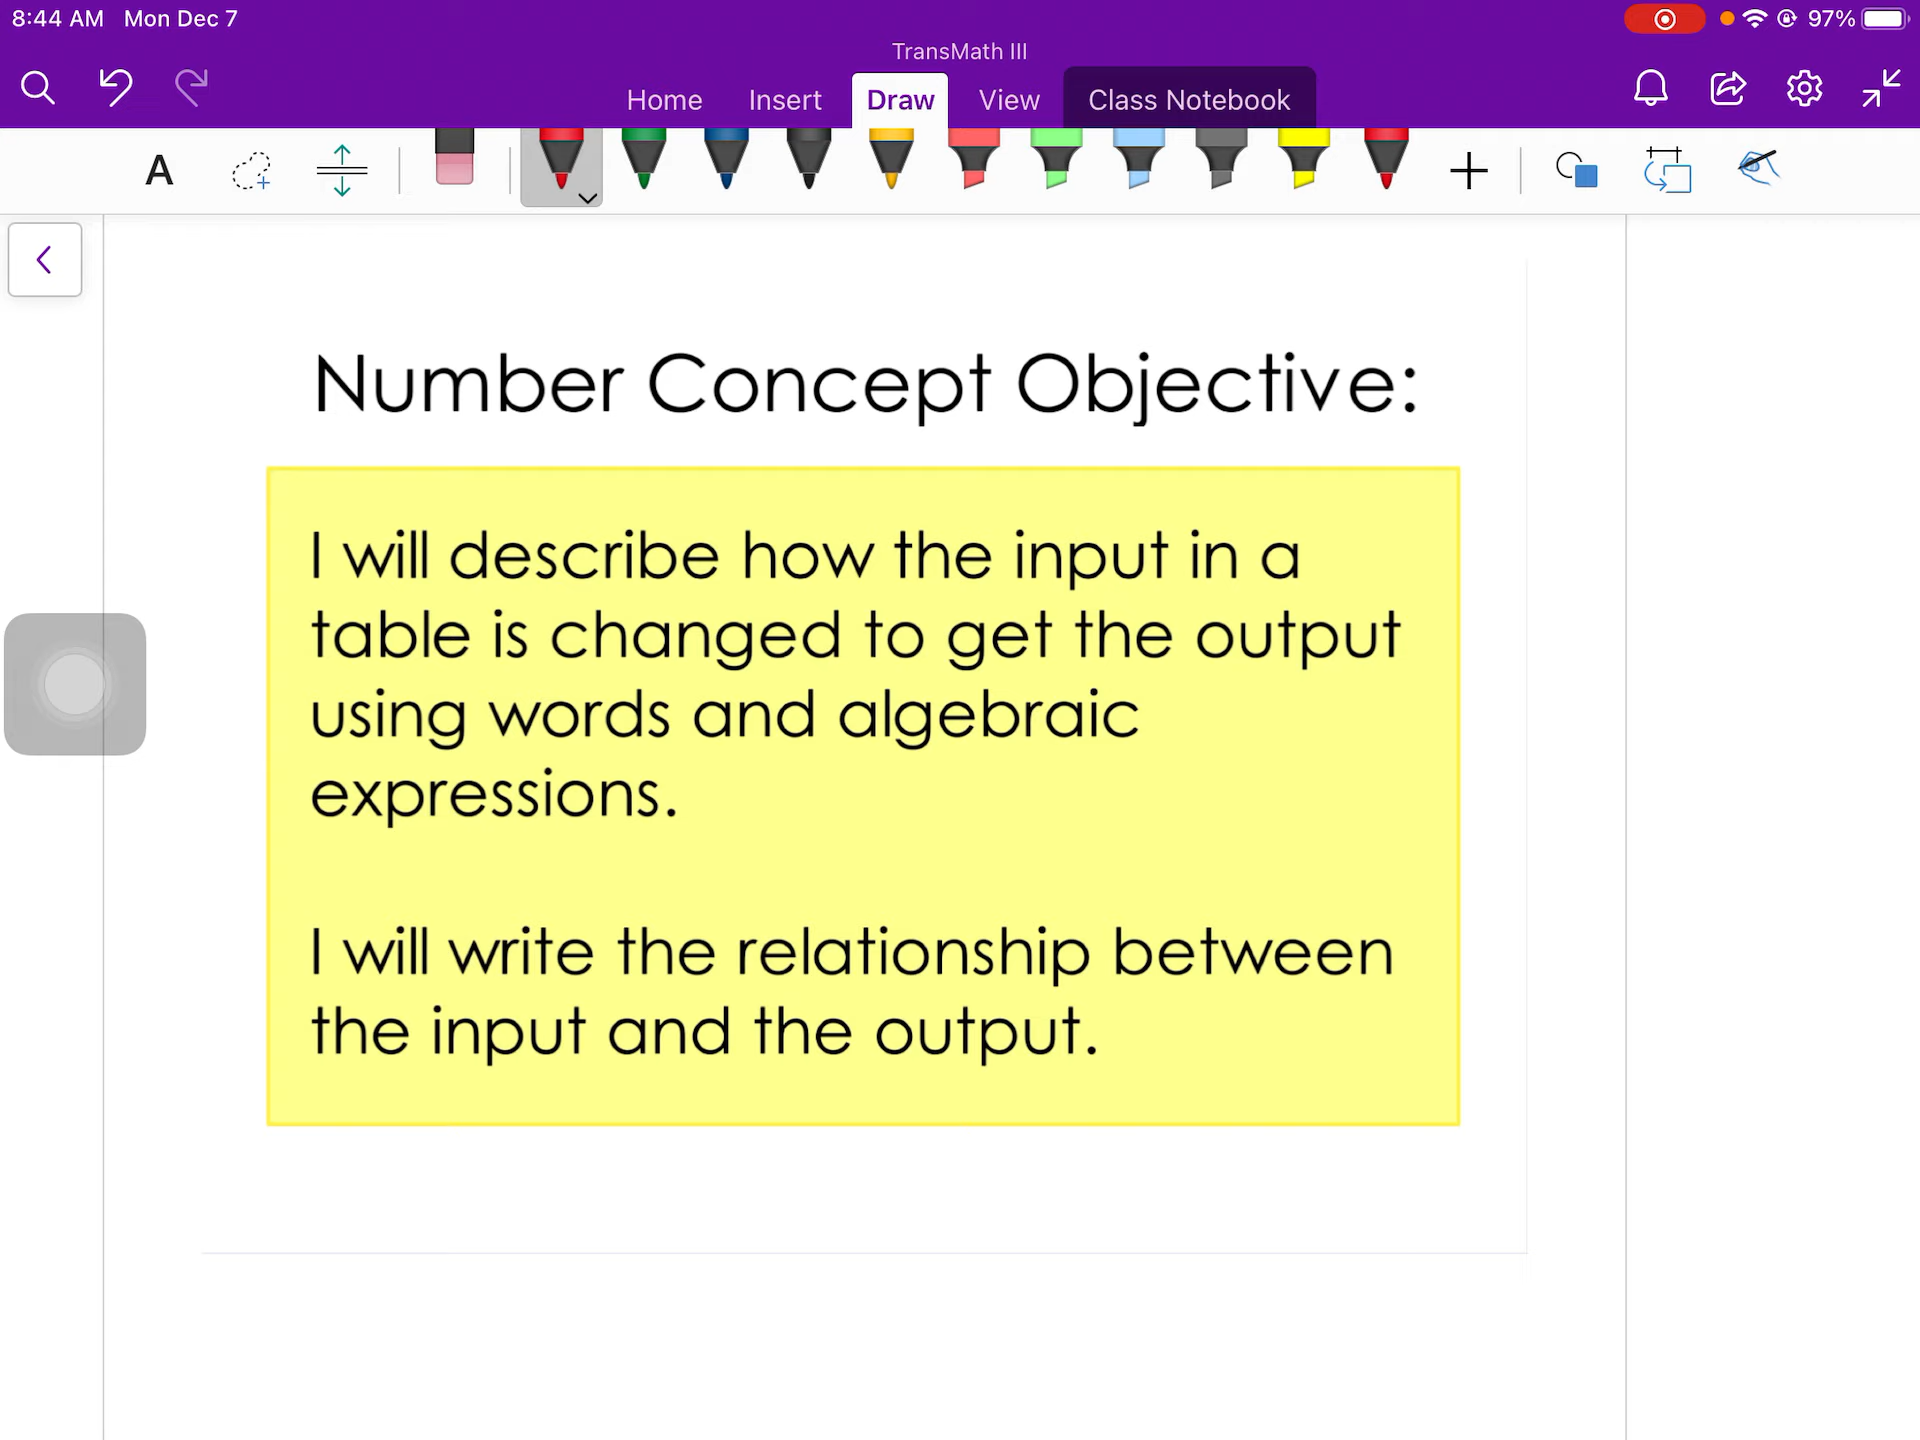 8:44 AM Mon Dec 7
97%
TransMath III
Home Insert Draw View Class Notebook
A
Number Concept Objective:
I will describe how the input in a
table is changed to get the output
using words and algebraic
expressions.
I will write the relationship between
the input and the output.